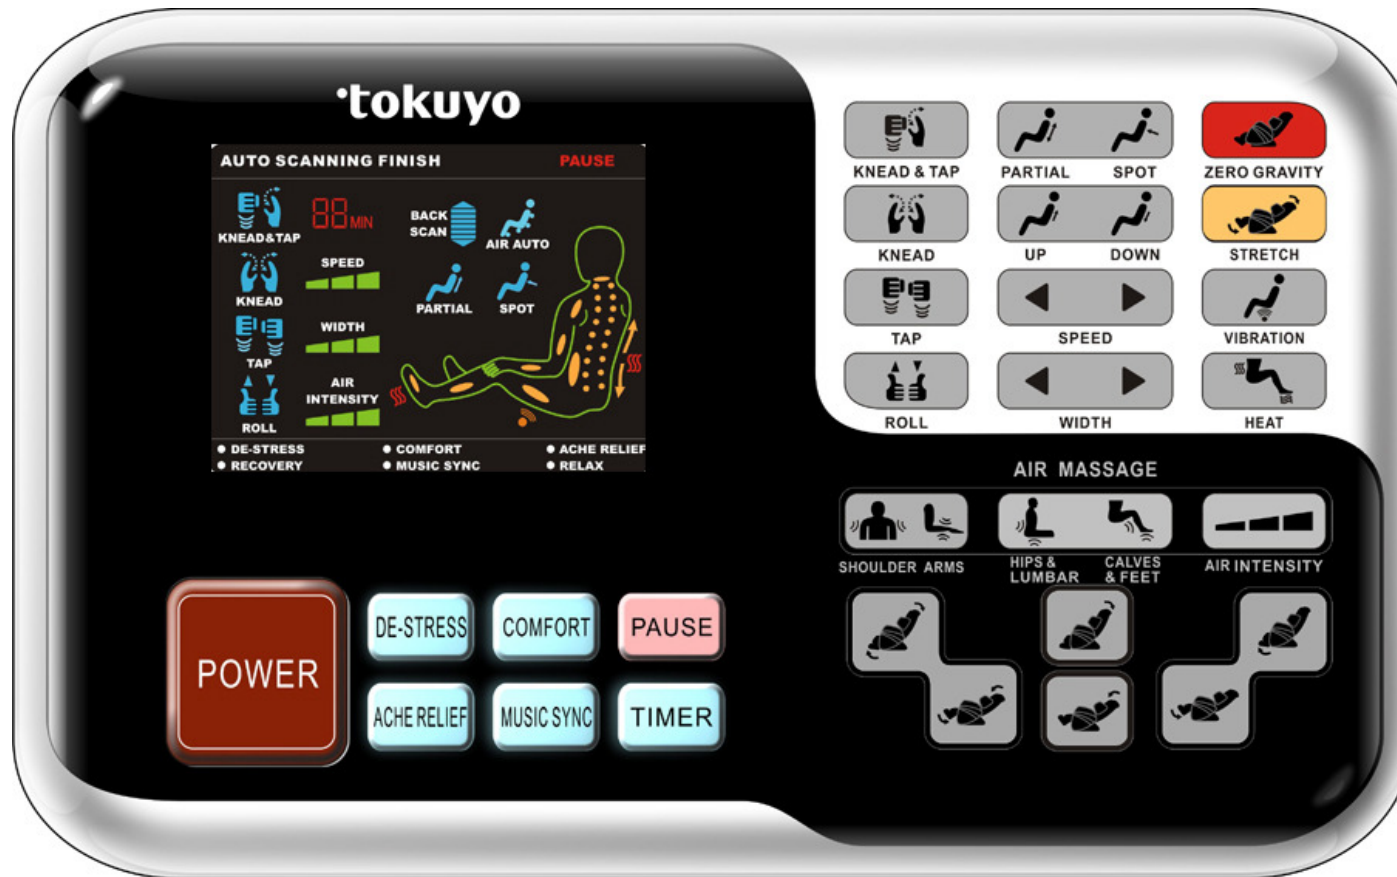 tokuyo
AUTO SCANNING FINISH PAUSE
KNEAD&TAP
88 MIN
BACK
SCAN
AIR AUTO
KNEAD
SPEED
PARTIAL SPOT
TAP
WIDTH
ROLL
AIR
INTENSITY
DE-STRESS COMFORT ACHE RELIEF
RECOVERY MUSIC SYNC RELAX
POWER
DE-STRESS COMFORT PAUSE
ACHE RELIEF MUSIC SYNC TIMER
KNEAD & TAP PARTIAL SPOT ZERO GRAVITY
KNEAD UP DOWN STRETCH
TAP SPEED VIBRATION
ROLL WIDTH HEAT
AIR MASSAGE
SHOULDER ARMS
HIPS &
LUMBAR
CALVES
& FEET
AIR INTENSITY